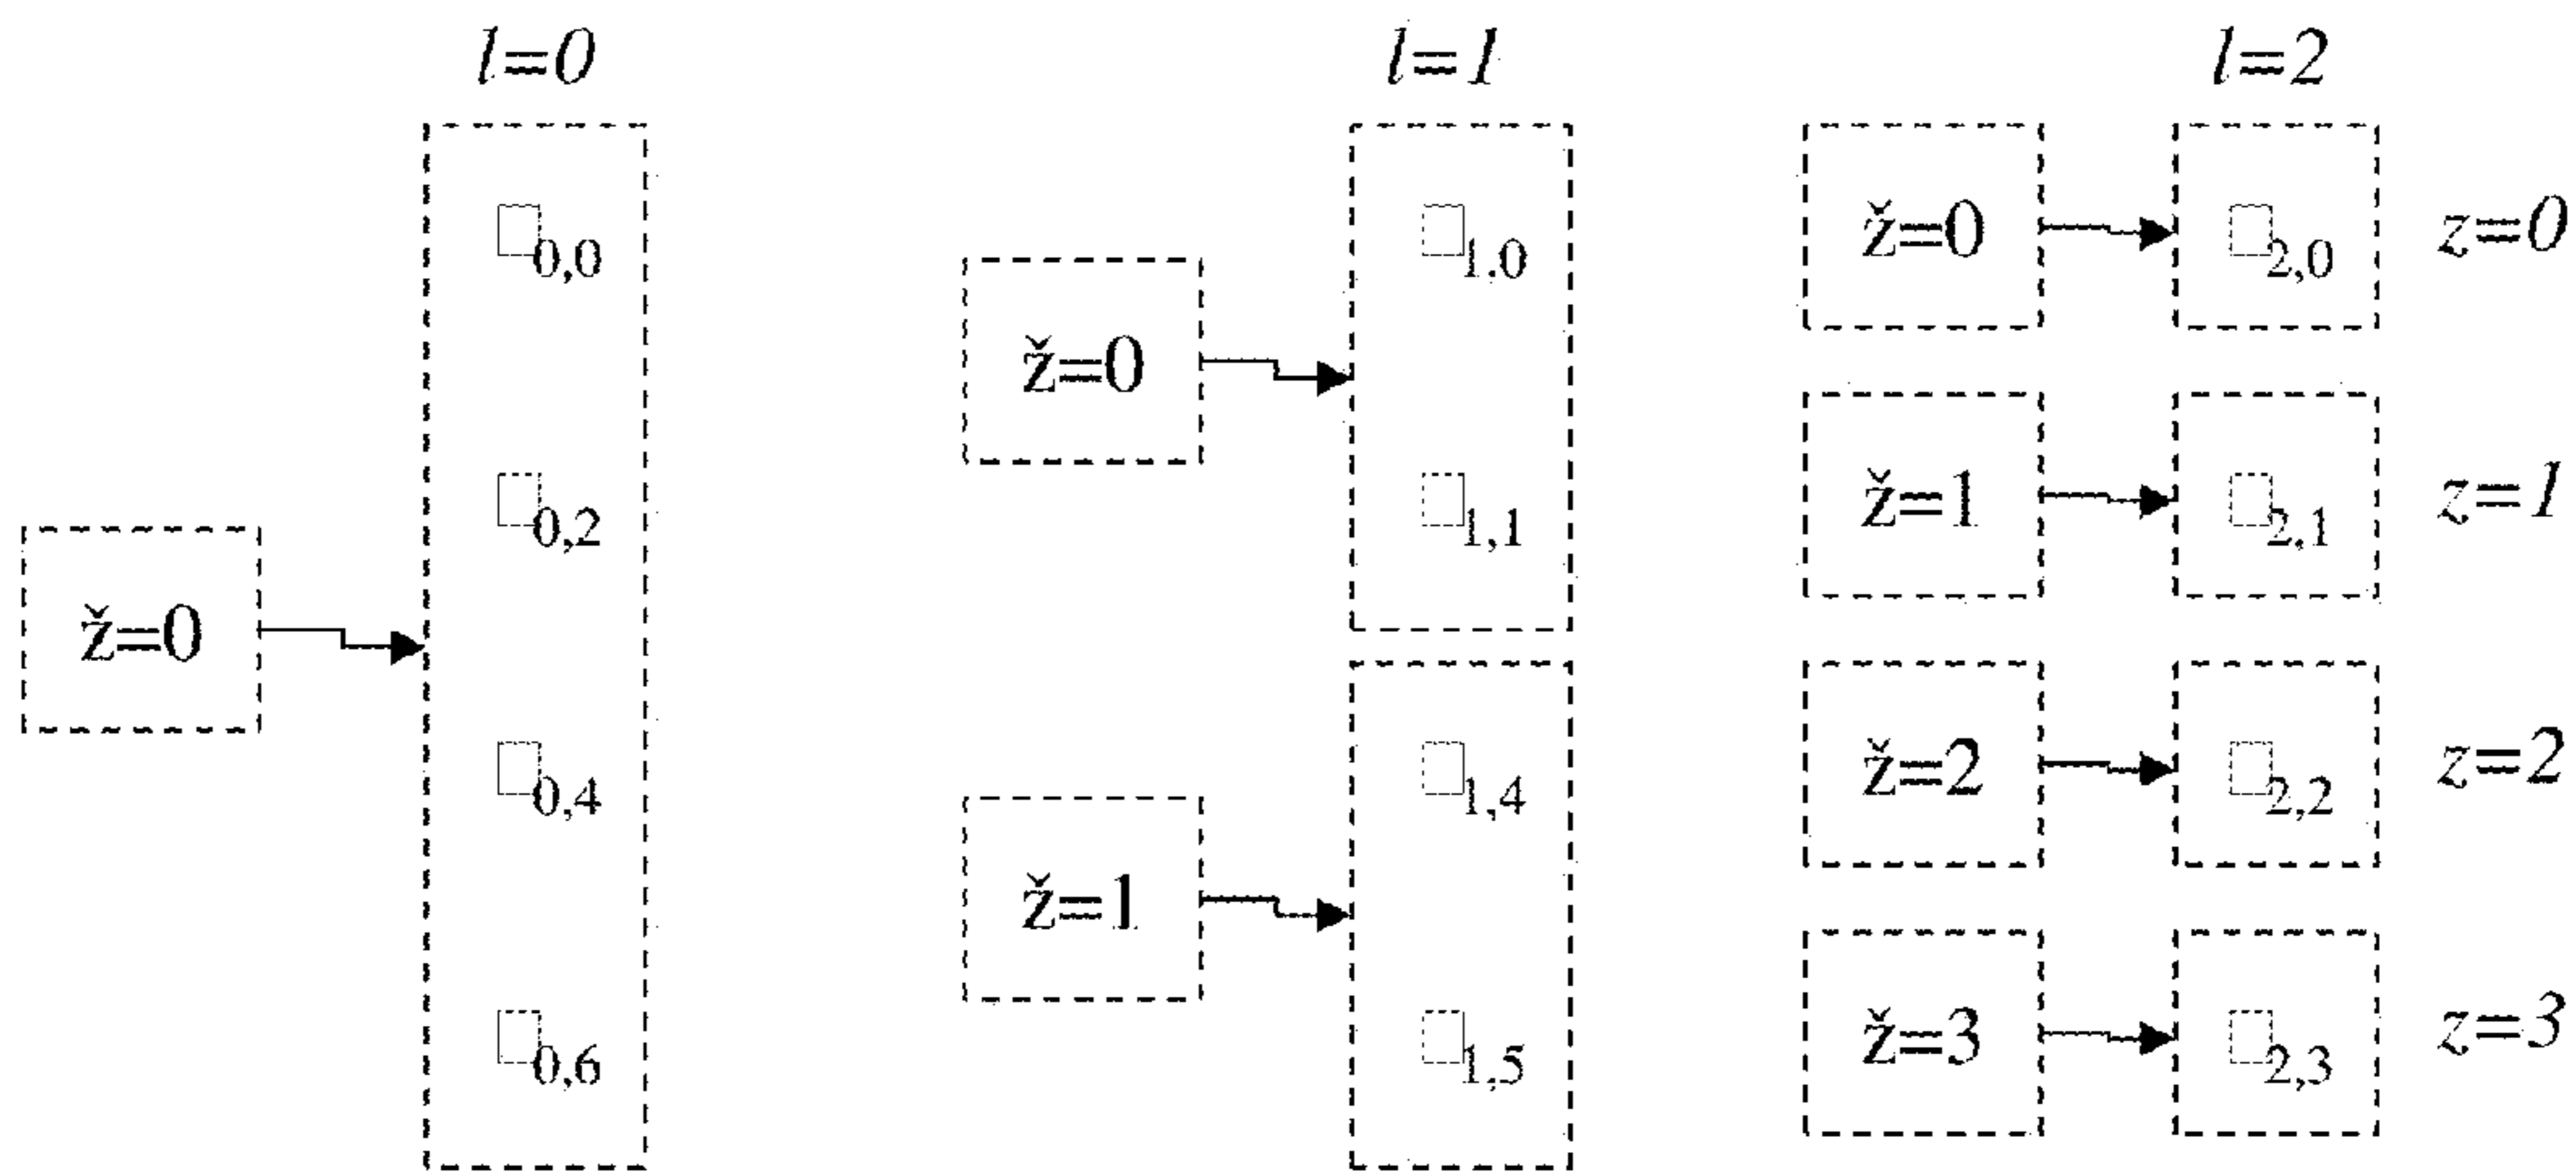 l=0 l=1 l=2
ž=0 □2,0 z=0
□0,0 □1.0
ž=0
ž=1 □2,1 z=1
□0,2 □1,1
ž=0
ž=2 □2,2 z=2
□0,4 □1,4
ž=1
ž=3 □2,3 z=3
□0,6 □1,5